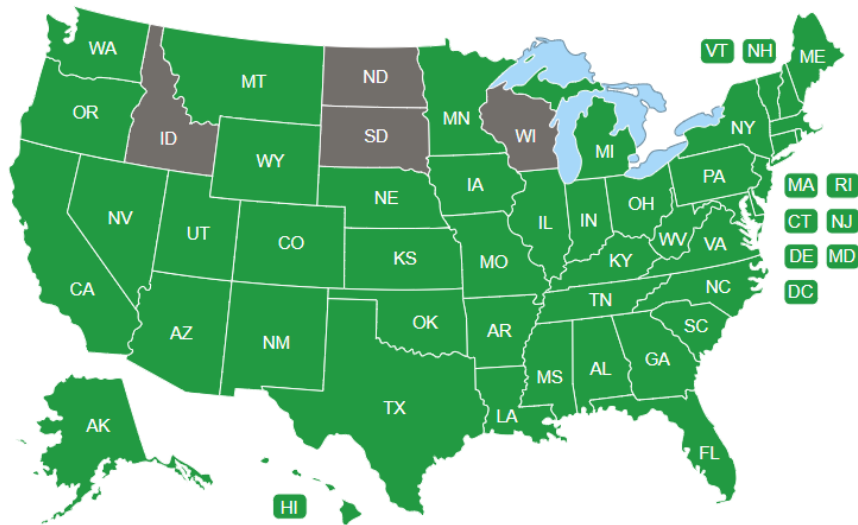 VT NH
WA
ME
MT
ND
OR
MN
NY
ID
SD
WI
MI
WY
PA
MA RI
IA
NE
OH
NV
IL
IN
CT NJ
UT
CO
WV
VA
KS
MO
KY
DE MD
CA
NC
DC
TN
AZ
OK
AR
SC
NM
GA
MS
AL
TX
LA
AK
FL
HI